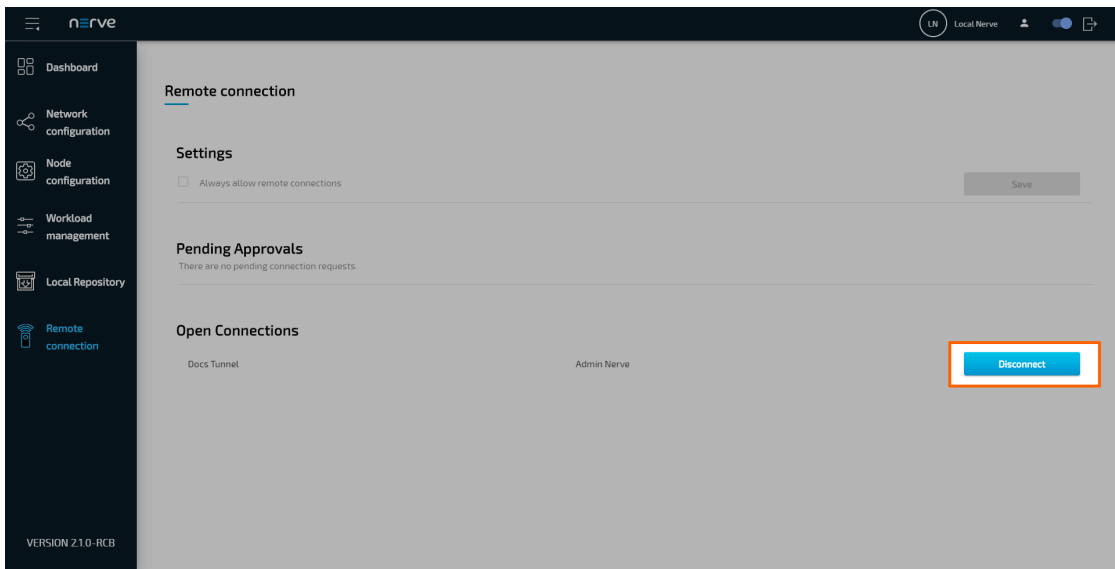 nerve
LN Local Nerve
Dashboard
Network
configuration
Node
configuration
Workload
management
Local Repository
Remote
connection
VERSION 2.1.0-RCB
Remote connection
Settings
Always allow remote connections
Save
Pending Approvals
There are no pending connection requests.
Open Connections
Docs Tunnel Admin Nerve Disconnect